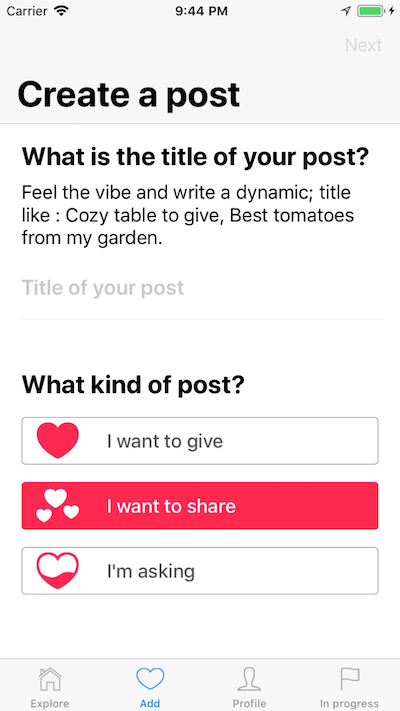 Carrier 9:44 PM
Next
Create a post
What is the title of your post?
Feel the vibe and write a dynamic; title
like : Cozy table to give, Best tomatoes
from my garden.
Title of your post
What kind of post?
I want to give
I want to share
I'm asking
Explore Add Profile In progress